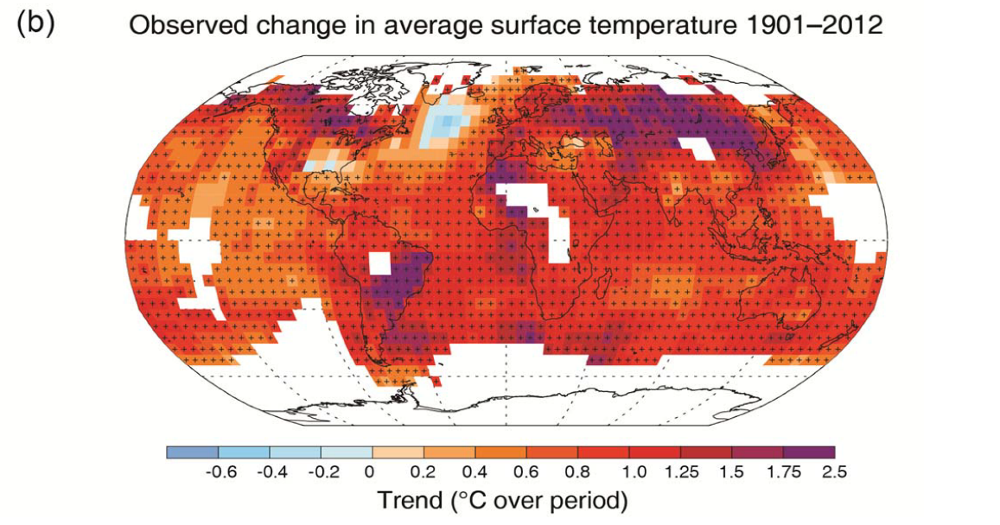 (b)
Observed change in average surface temperature 1901–2012
-0.6 -0.4 -0.2 0 0.2 0.4 0.6 0.8 1.0 1.25 1.5 1.75 2.5
Trend (°C over period)